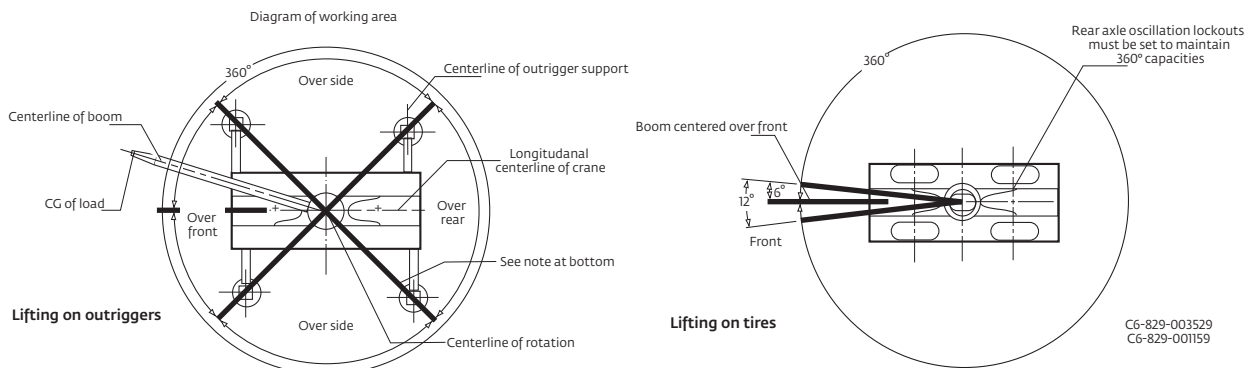 Diagram of working area
360°
Over side
Centerline of outrigger support
Centerline of boom
Longitudanal
centerline of crane
CG of load
Over
front
Over
rear
See note at bottom
Lifting on outriggers
Over side
Centerline of rotation
Rear axle oscillation lockouts
must be set to maintain
360° capacities
360°
Boom centered over front
6°
12°
Front
Lifting on tires
C6-829-003529
C6-829-001159